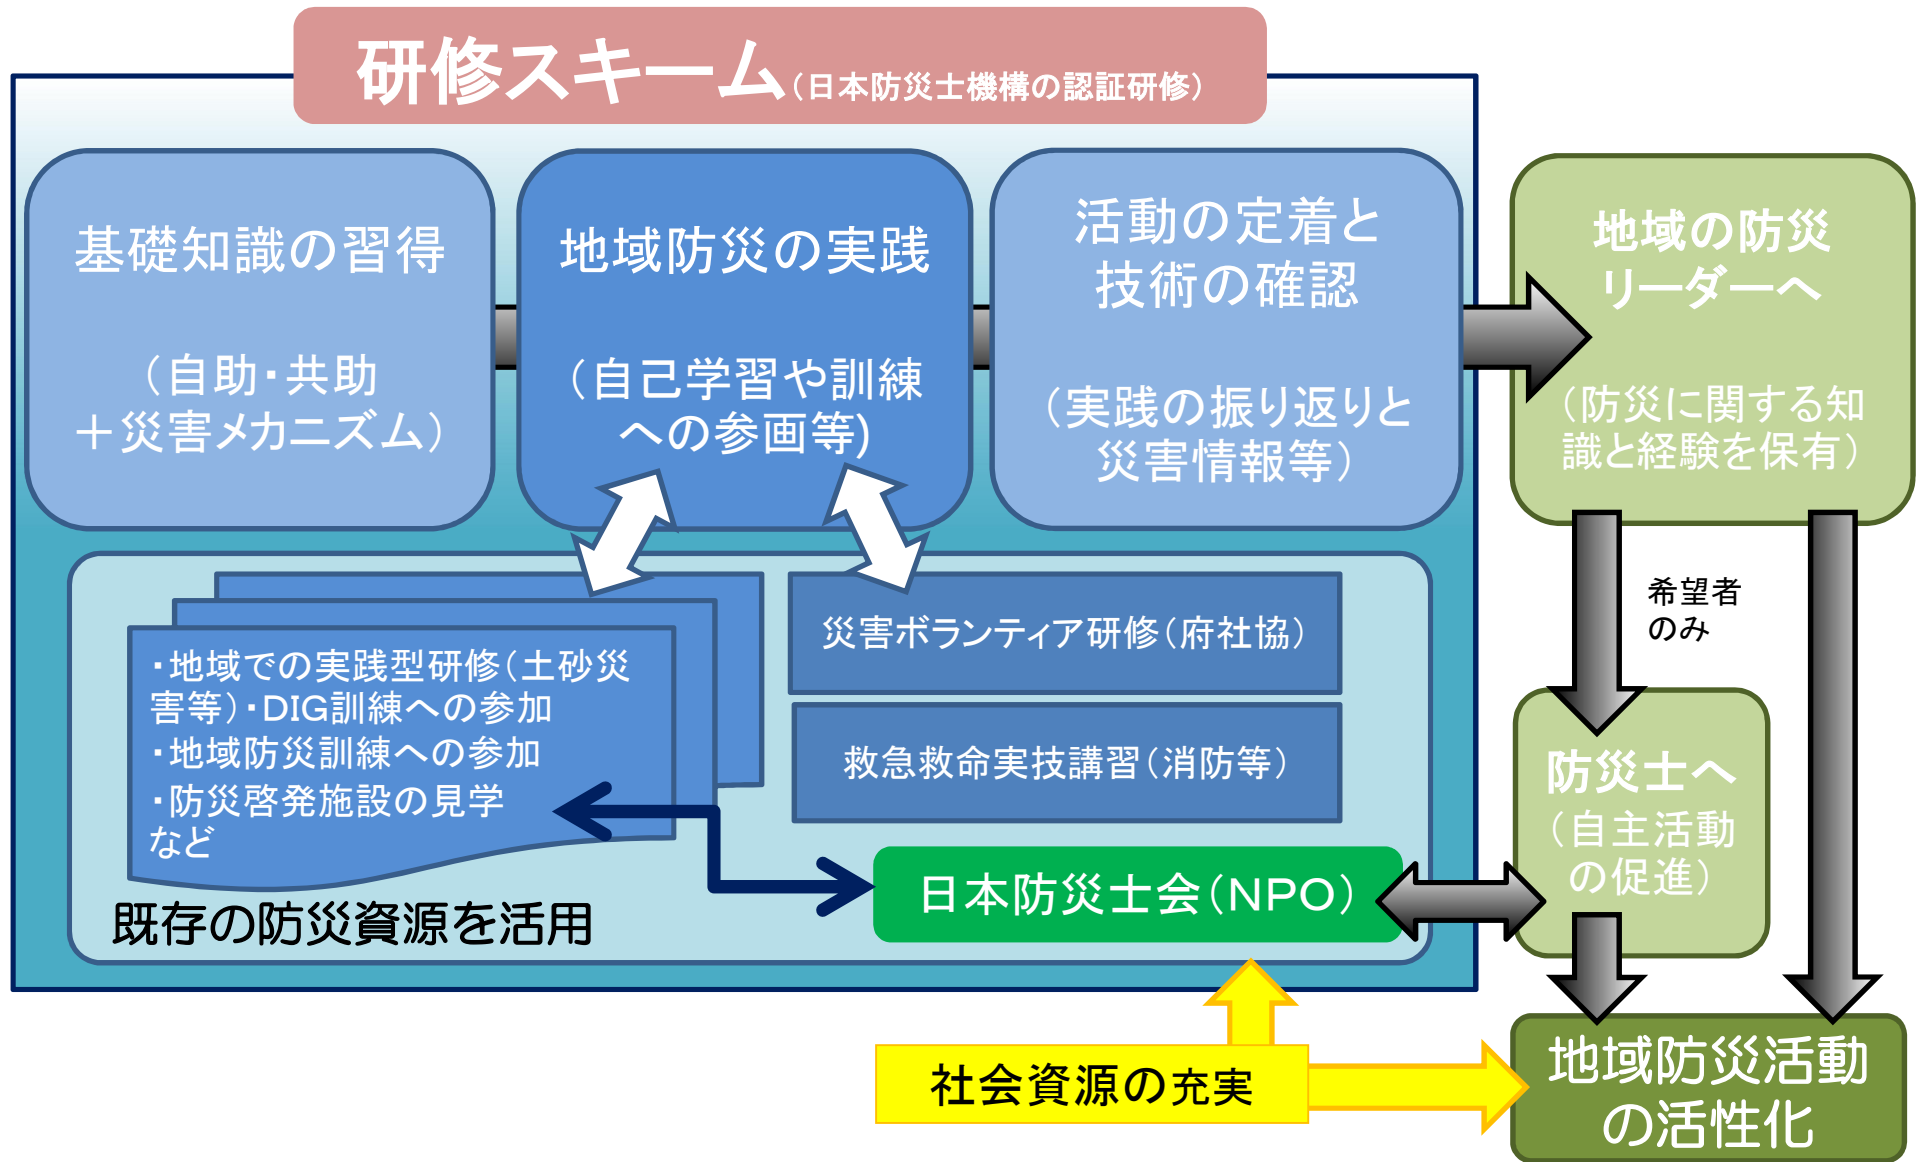 研修スキーム（日本防災士機構の認証研修）
基礎知識の習得
（自助・共助
＋災害メカニズム）
地域防災の実践
（自己学習や訓練
への参画等)
活動の定着と
技術の確認
（実践の振り返りと
災害情報等）
地域の防災
リーダーへ
（防災に関する知
識と経験を保有）
希望者
のみ
・地域での実践型研修（土砂災
害等）・DIG訓練への参加
・地域防災訓練への参加
・防災啓発施設の見学
など
災害ボランティア研修（府社協）
救急救命実技講習（消防等）
日本防災士会（ＮＰＯ）
既存の防災資源を活用
防災士へ
（自主活動
の促進）
社会資源の充実
地域防災活動
の活性化